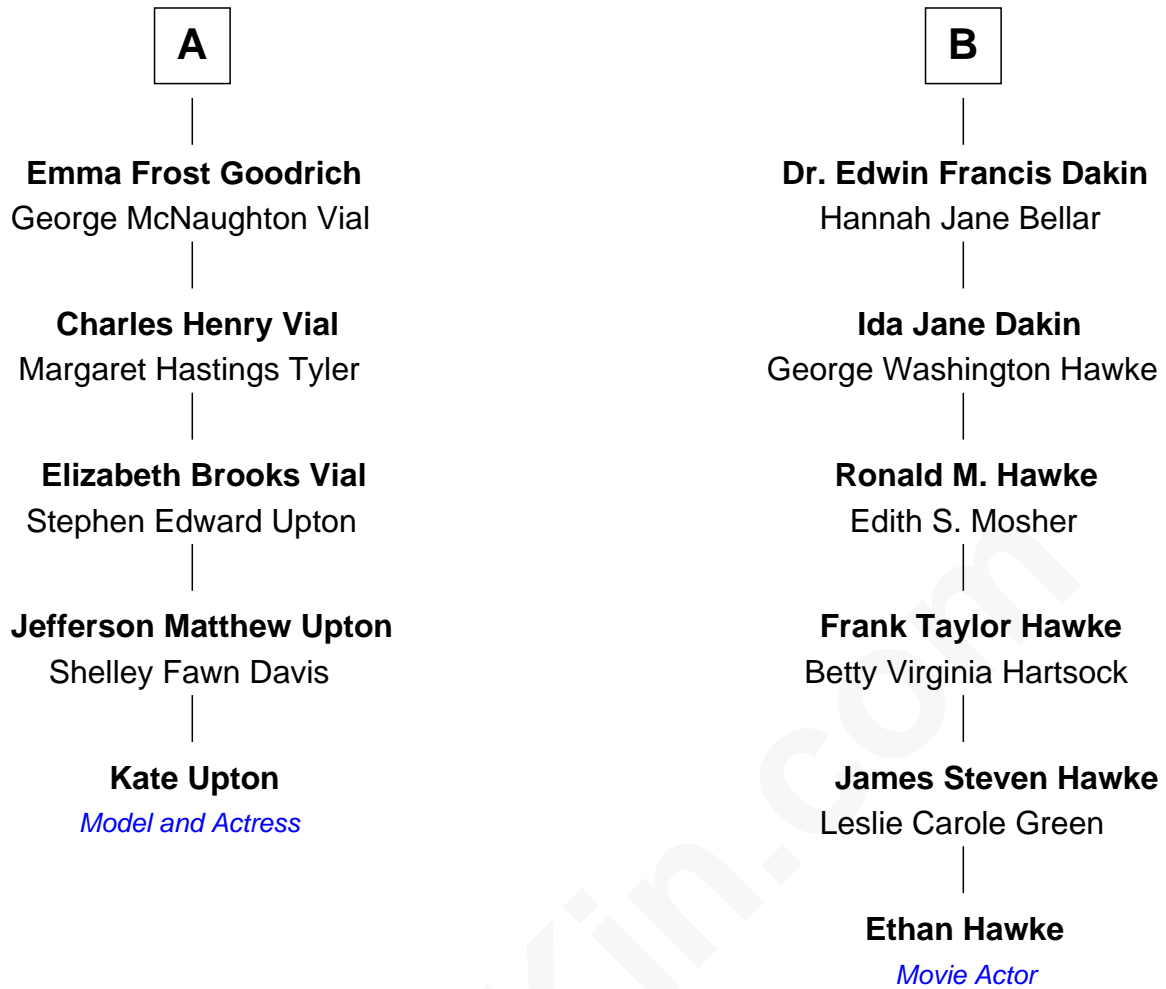 A
Emma Frost Goodrich
George McNaughton Vial
Charles Henry Vial
Margaret Hastings Tyler
Elizabeth Brooks Vial
Stephen Edward Upton
Jefferson Matthew Upton
Shelley Fawn Davis
Kate Upton
Model and Actress
B
Dr. Edwin Francis Dakin
Hannah Jane Bellar
Ida Jane Dakin
George Washington Hawke
Ronald M. Hawke
Edith S. Mosher
Frank Taylor Hawke
Betty Virginia Hartsock
James Steven Hawke
Leslie Carole Green
Ethan Hawke
Movie Actor